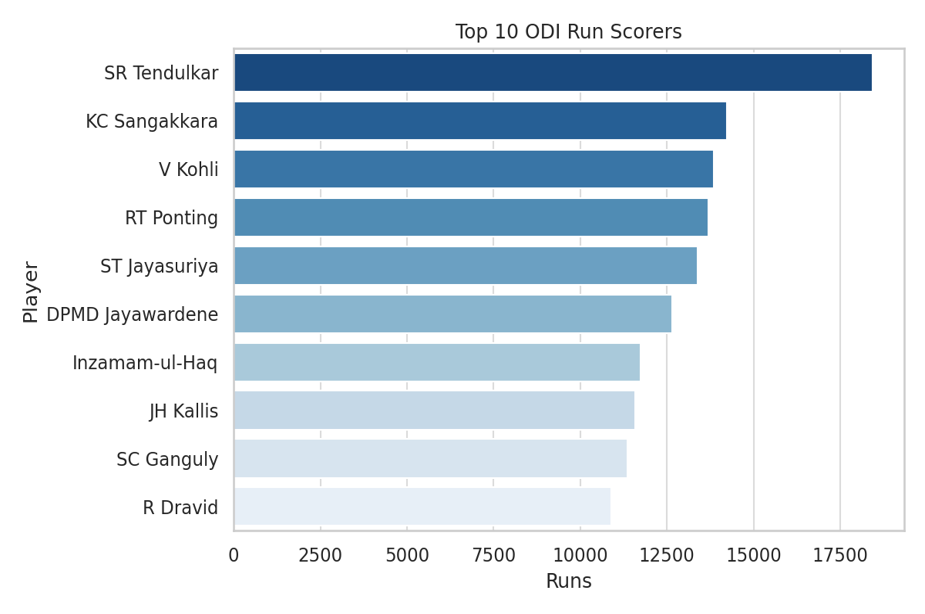 Top 10 ODI Run Scorers
Player
SR Tendulkar
KC Sangakkara
V Kohli
RT Ponting
ST Jayasuriya
DPMD Jayawardene
Inzamam-ul-Haq
JH Kallis
SC Ganguly
R Dravid
0 2500 5000 7500 10000 12500 15000 17500
Runs